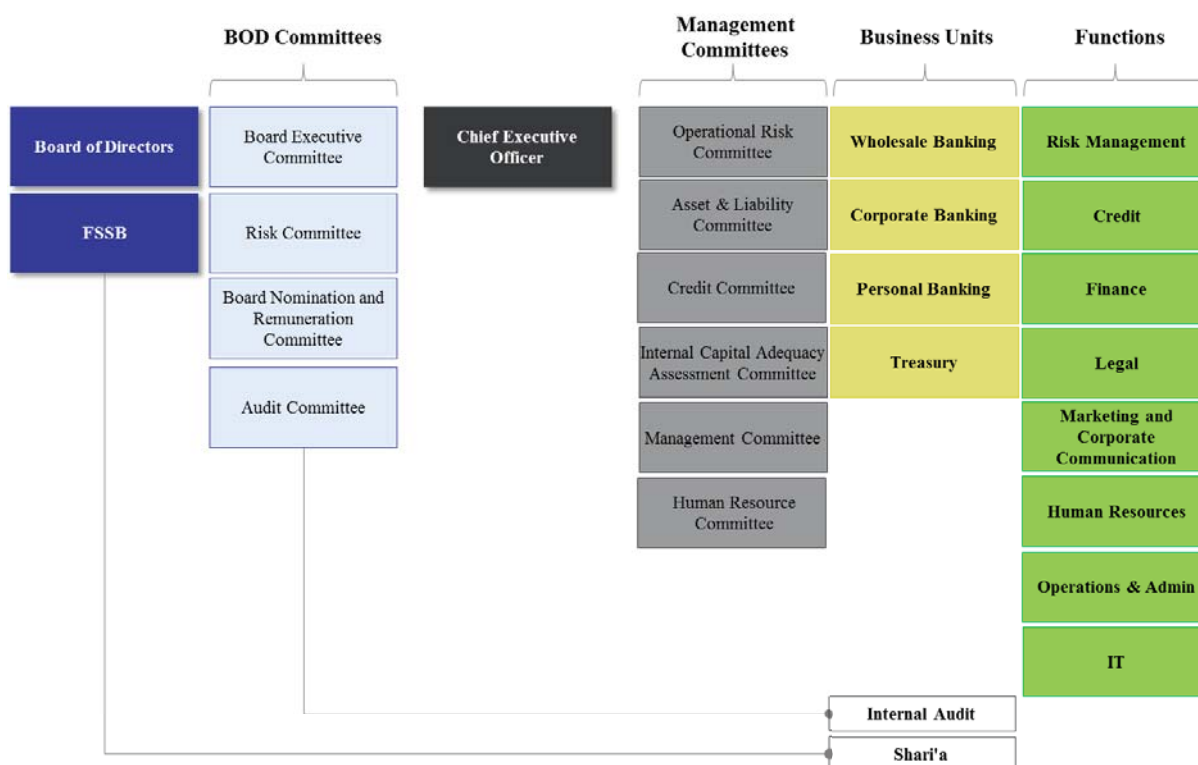 BOD Committees
Management
Committees
Business Units
Functions
Board of Directors
FSSB
Board Executive
Committee
Risk Committee
Board Nomination and
Remuneration
Committee
Audit Committee
Chief Executive
Officer
Operational Risk
Committee
Asset & Liability
Committee
Credit Committee
Internal Capital Adequacy
Assessment Committee
Management Committee
Human Resource
Committee
Wholesale Banking
Corporate Banking
Personal Banking
Treasury
Risk Management
Credit
Finance
Legal
Marketing and
Corporate
Communication
Human Resources
Operations & Admin
IT
Internal Audit
Shari'a